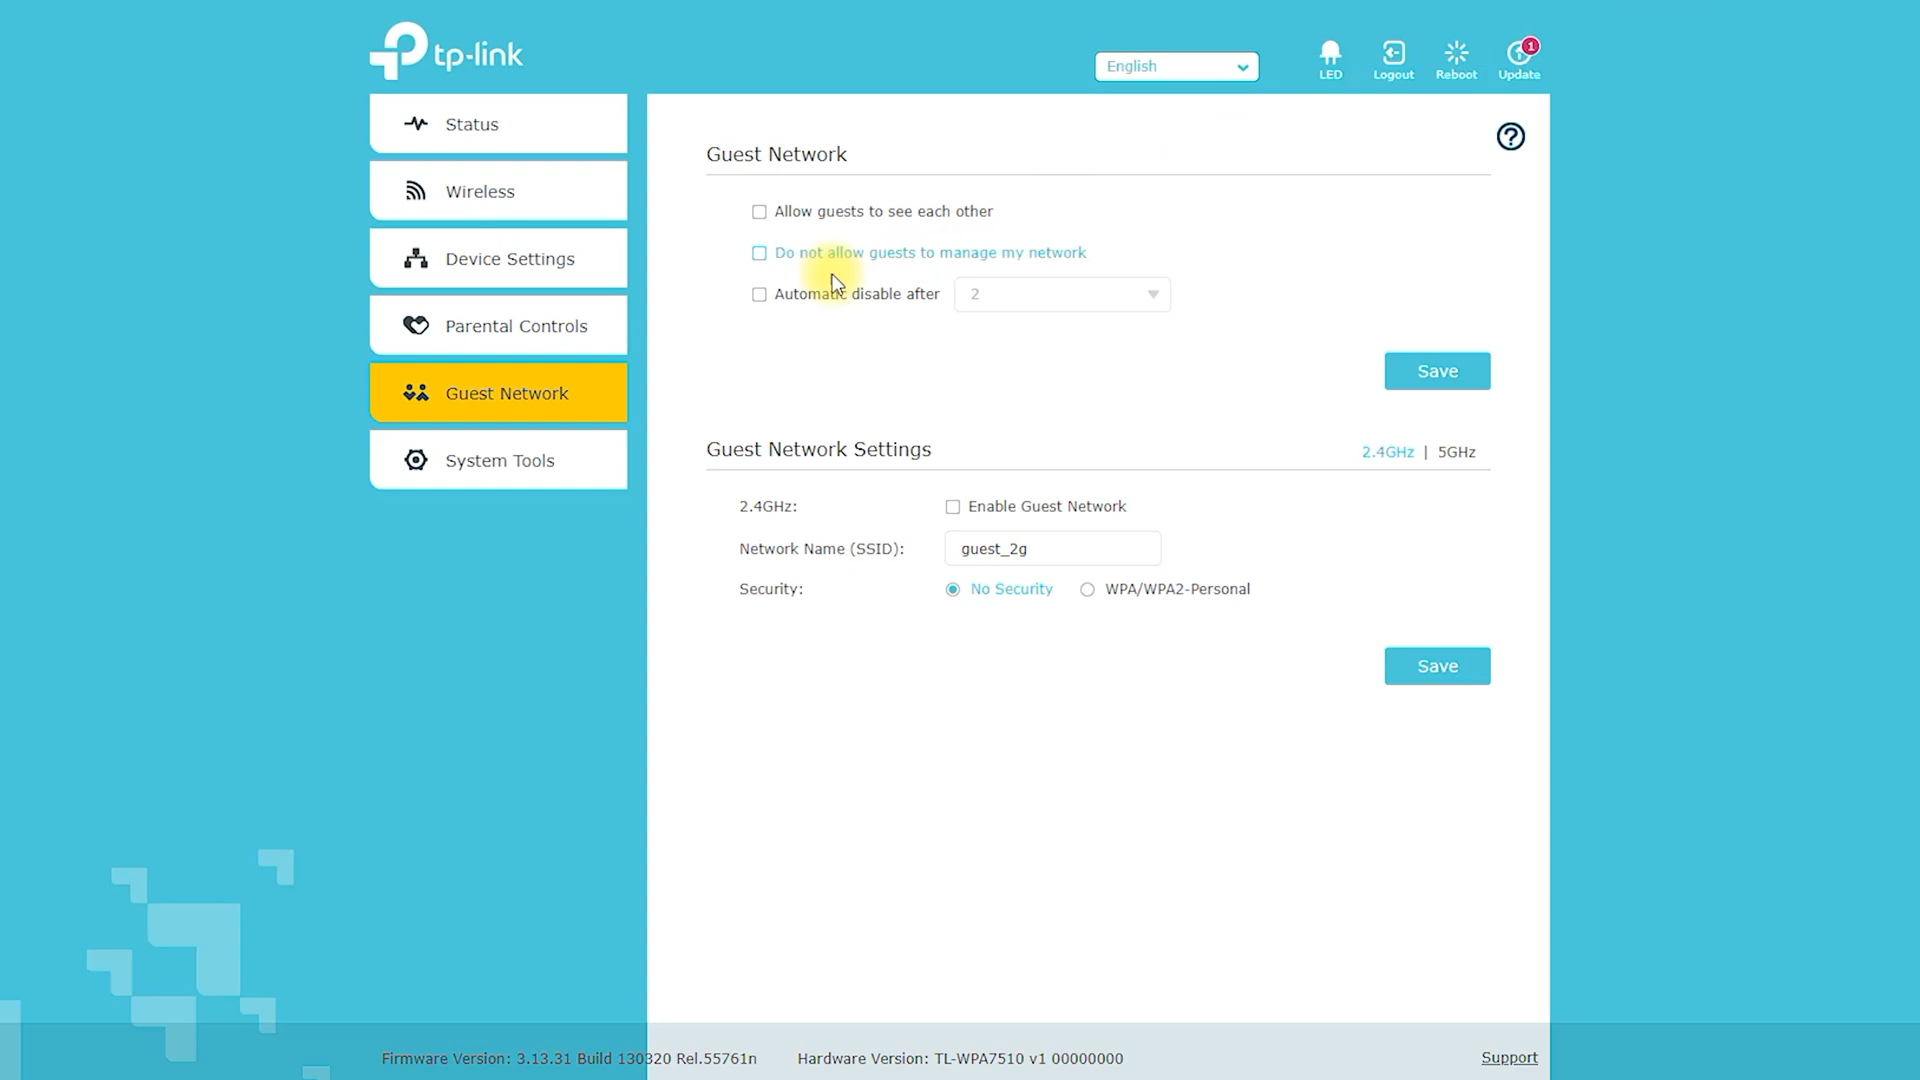 tp-link
English
LED
Logout
Reboot
Update
1
Status
Wireless
Device Settings
Parental Controls
Guest Network
System Tools
Guest Network
Allow guests to see each other
Do not allow guests to manage my network
Automatic disable after 2
Save
Guest Network Settings
2.4GHz | 5GHz
2.4GHz: Enable Guest Network
Network Name (SSID): guest_2g
Security: No Security WPA/WPA2-Personal
Save
Firmware Version: 3.13.31 Build 130320 Rel.55761n Hardware Version: TL-WPA7510 v1 00000000 Support